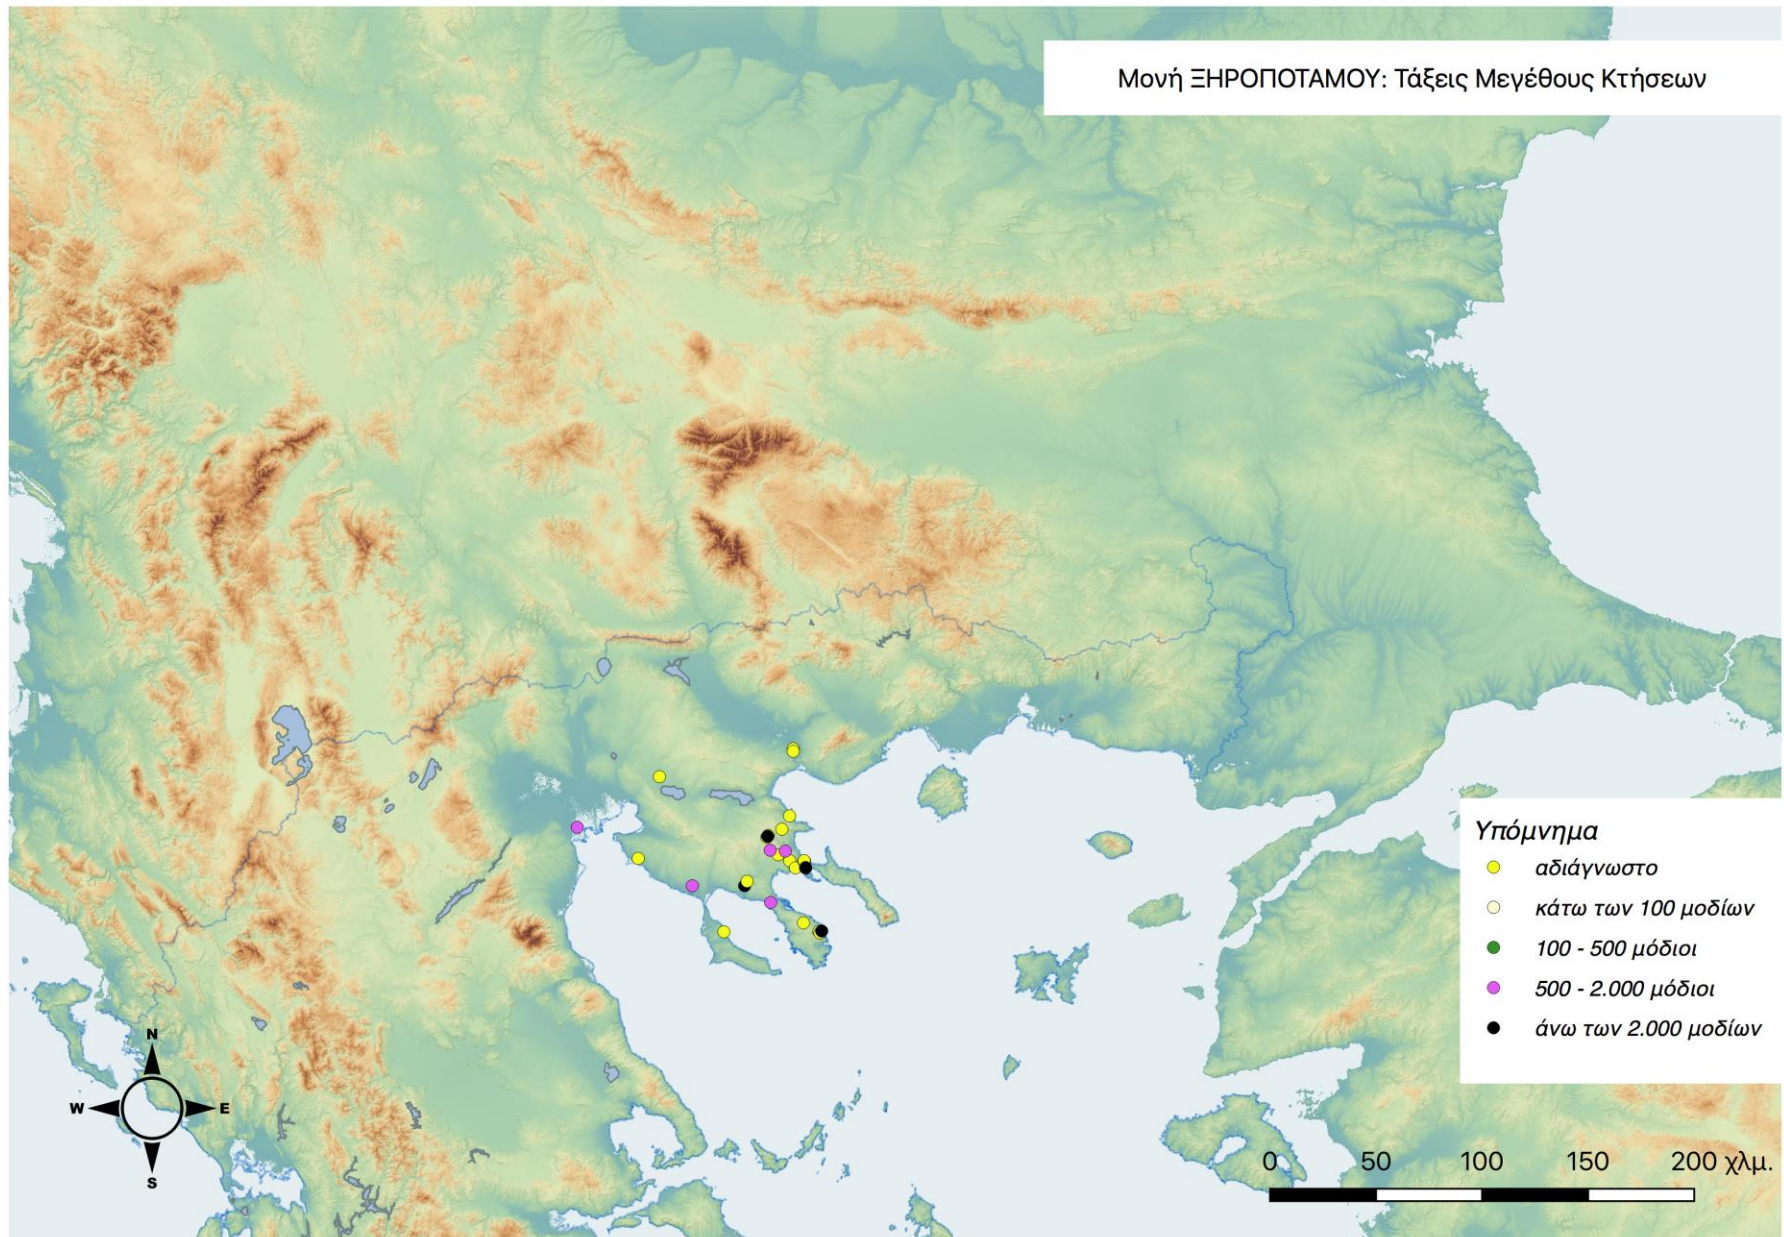 Μονή ΞΗΡΟΠΟΤΑΜΟΥ: Τάξεις Μεγέθους Κτήσεων
Υπόμνημα
αδιάγνωστο
κάτω των 100 μοδίων
100 - 500 μόδιοι
500 - 2.000 μόδιοι
άνω των 2.000 μοδίων
N
W E
S
0 50 100 150 200 χλμ.